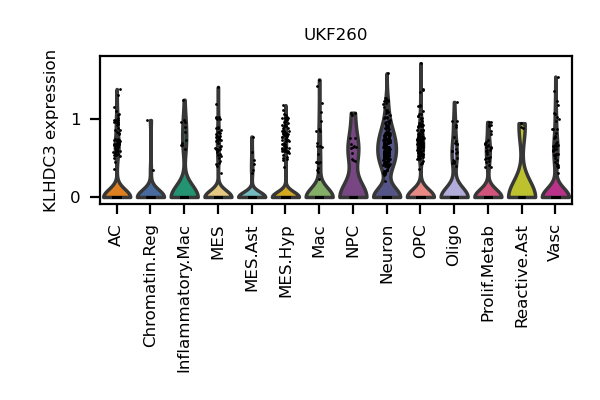 UKF260
KLHDC3 expression
1
0
AC
Chromatin.Reg
Inflammatory.Mac
MES
MES.Ast
MES.Hyp
Mac
NPC
Neuron
OPC
Oligo
Prolif.Metab
Reactive.Ast
Vasc